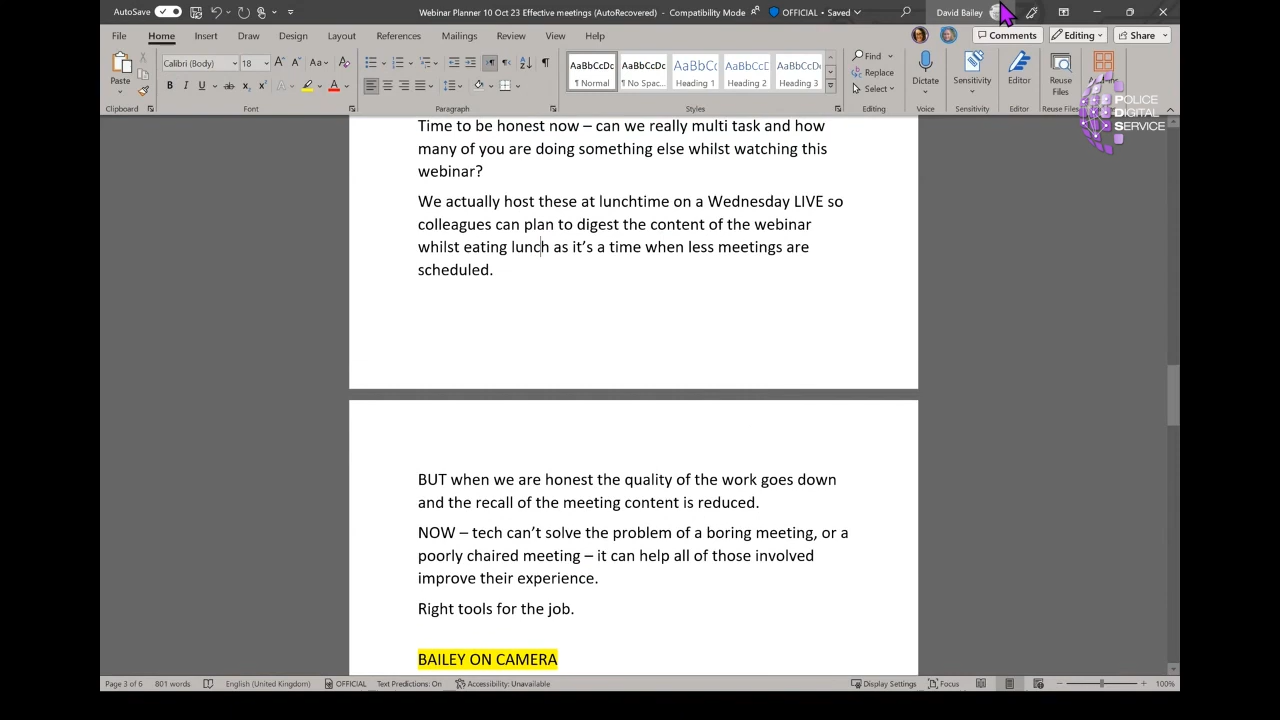 AutoSave
Webinar Planner 10 Oct 23 Effective meetings (AutoRecovered) - Compatibility Mode
OFFICIAL • Saved
David Bailey
File Home Insert Draw Design Layout References Mailings Review View Help
Comments Editing Share
Paste
Calibri (Body) 18
Clipboard Font Paragraph
AaBbCcDc AaBbCcDc AaBbCc AaBbCcD AaBbCcDc
Normal No Spac... Heading 1 Heading 2 Heading 3
Styles
Find
Replace
Select
Editing
Dictate
Voice
Sensitivity
Sensitivity
Editor
Editor
Reuse
Files
Reuse Files
POLICE
DIGITAL
SERVICE
Time to be honest now – can we really multi task and how
many of you are doing something else whilst watching this
webinar?
We actually host these at lunchtime on a Wednesday LIVE so
colleagues can plan to digest the content of the webinar
whilst eating lunch as it’s a time when less meetings are
scheduled.
BUT when we are honest the quality of the work goes down
and the recall of the meeting content is reduced.
NOW – tech can’t solve the problem of a boring meeting, or a
poorly chaired meeting – it can help all of those involved
improve their experience.
Right tools for the job.
BAILEY ON CAMERA
Page 3 of 6 801 words English (United Kingdom) OFFICIAL Text Predictions: On Accessibility: Unavailable Display Settings Focus 100%